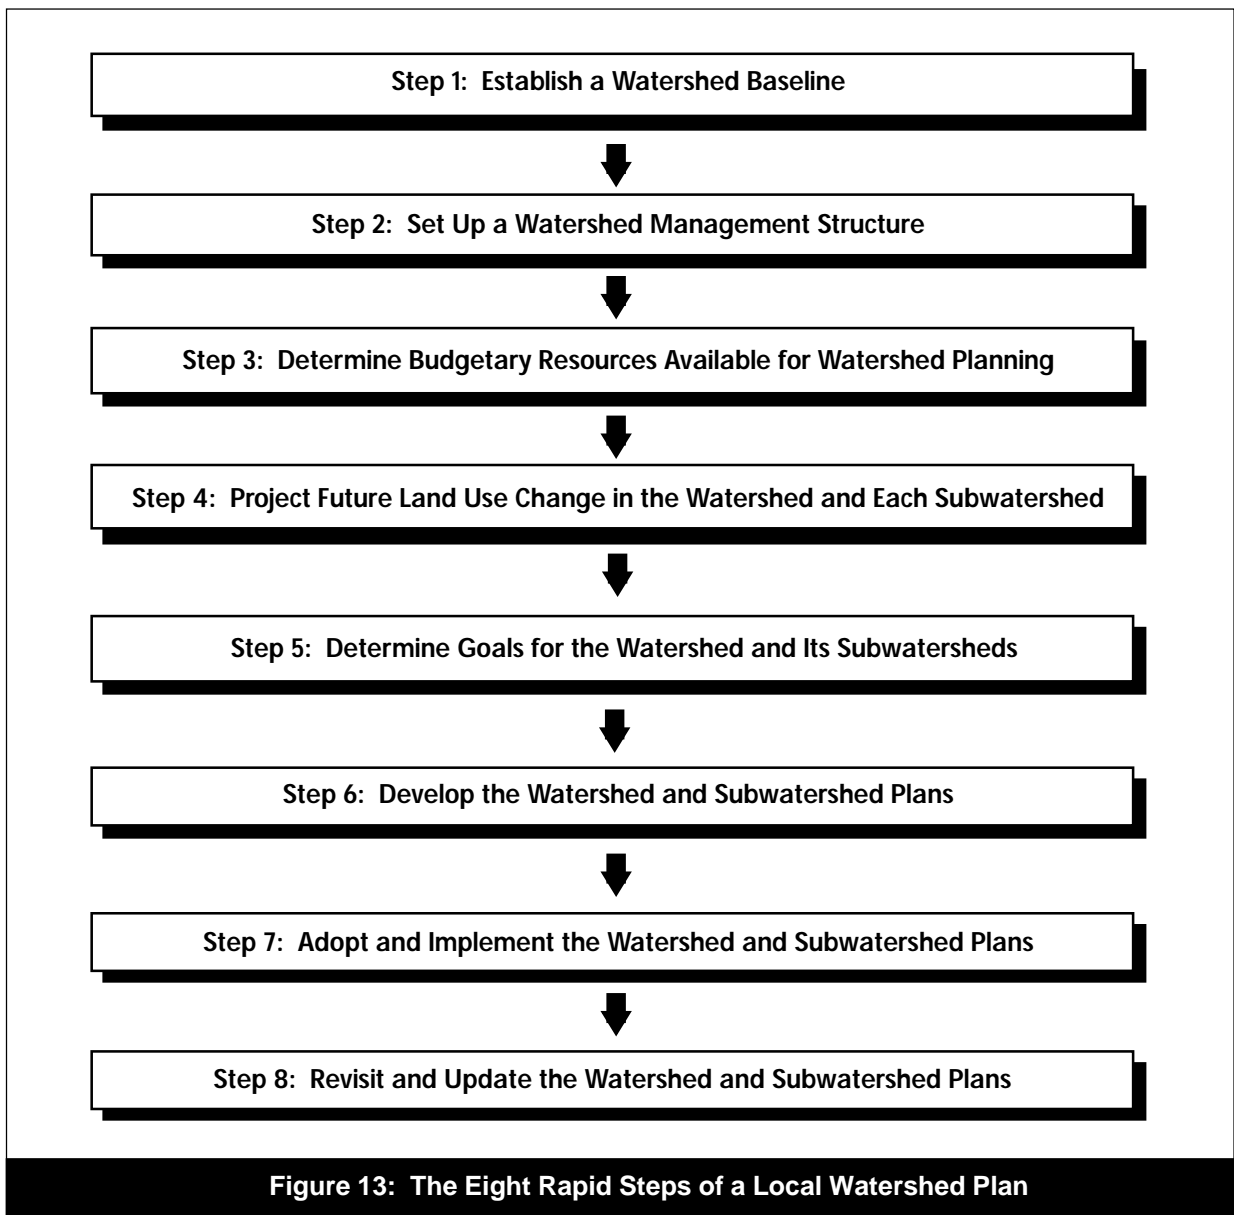 Step 1: Establish a Watershed Baseline
Step 2: Set Up a Watershed Management Structure
Step 3: Determine Budgetary Resources Available for Watershed Planning
Step 4: Project Future Land Use Change in the Watershed and Each Subwatershed
Step 5: Determine Goals for the Watershed and Its Subwatersheds
Step 6: Develop the Watershed and Subwatershed Plans
Step 7: Adopt and Implement the Watershed and Subwatershed Plans
Step 8: Revisit and Update the Watershed and Subwatershed Plans
Figure 13: The Eight Rapid Steps of a Local Watershed Plan